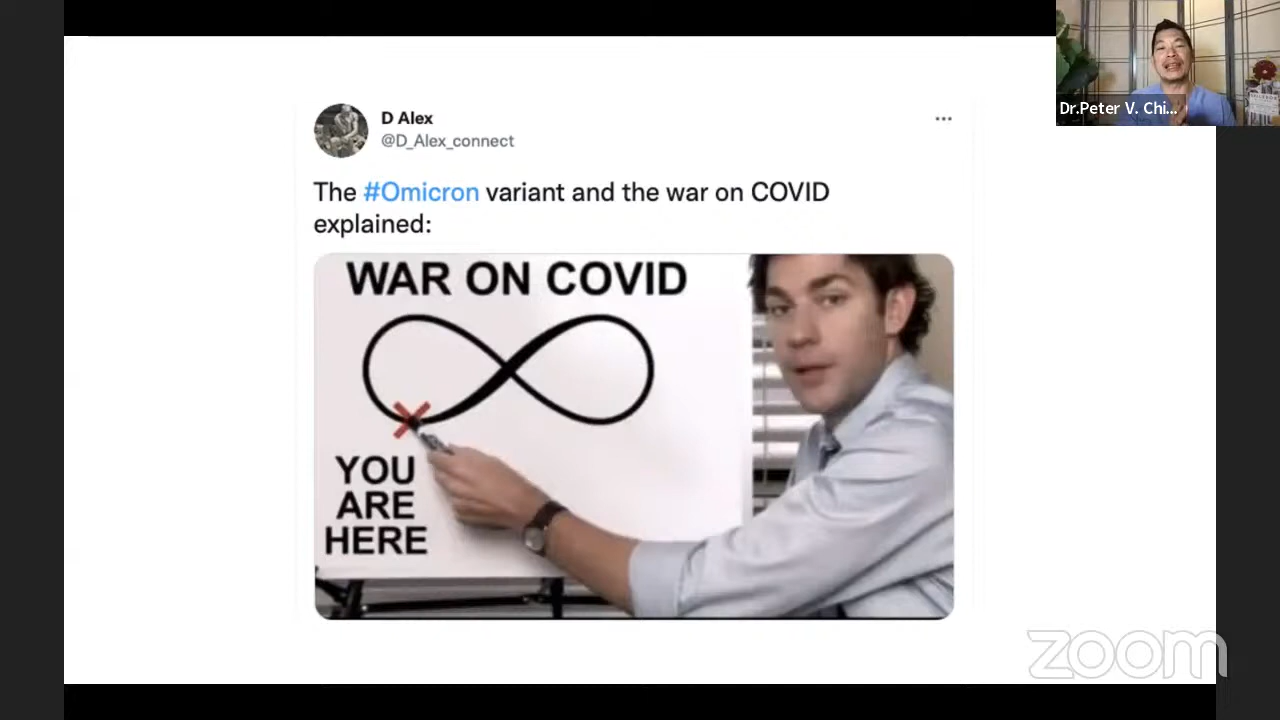 Dr.Peter V. Chi...
D Alex
@D_Alex_connect
The #Omicron variant and the war on COVID
explained:
WAR ON COVID
YOU
ARE
HERE
zoom